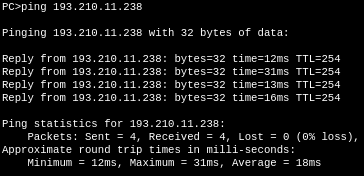 PC>ping 193.210.11.238
Pinging 193.210.11.238 with 32 bytes of data:
Reply from 193.210.11.238: bytes=32 time=12ms TTL=254
Reply from 193.210.11.238: bytes=32 time=31ms TTL=254
Reply from 193.210.11.238: bytes=32 time=13ms TTL=254
Reply from 193.210.11.238: bytes=32 time=16ms TTL=254
Ping statistics for 193.210.11.238:
    Packets: Sent = 4, Received = 4, Lost = 0 (0% loss),
Approximate round trip times in milli-seconds:
    Minimum = 12ms, Maximum = 31ms, Average = 18ms